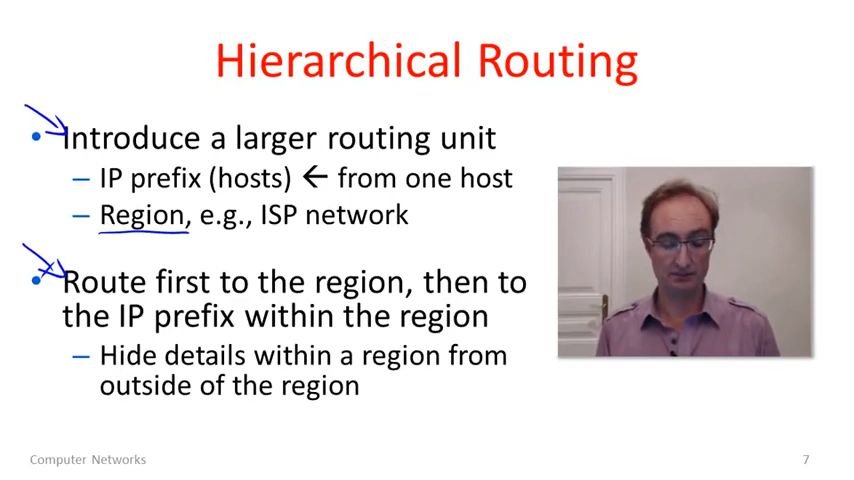 Hierarchical Routing
• Introduce a larger routing unit
– IP prefix (hosts) ← from one host
– Region, e.g., ISP network
• Route first to the region, then to
the IP prefix within the region
– Hide details within a region from
outside of the region
Computer Networks
7